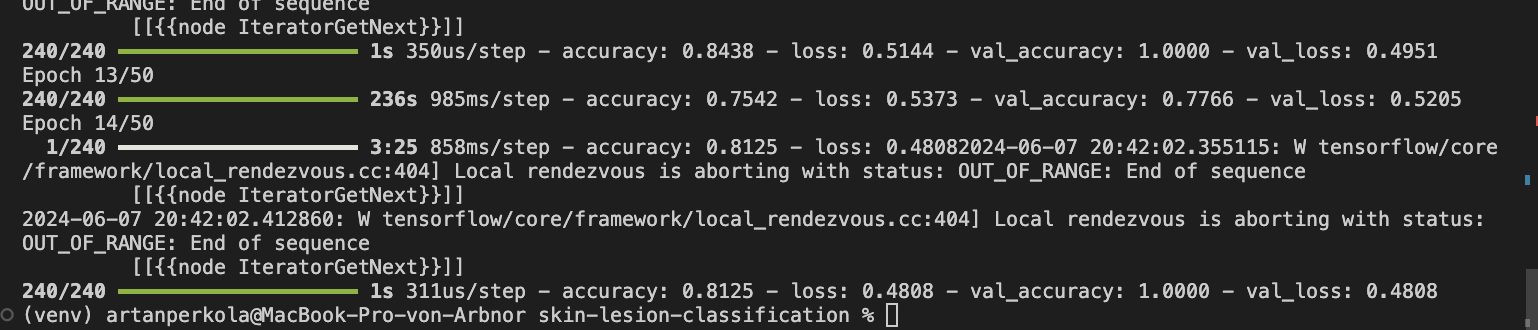 OUT_OF_RANGE: End of sequence
[[{{node IteratorGetNext}}]]
240/240 1s 350us/step - accuracy: 0.8438 - loss: 0.5144 - val_accuracy: 1.0000 - val_loss: 0.4951
Epoch 13/50
240/240 236s 985ms/step - accuracy: 0.7542 - loss: 0.5373 - val_accuracy: 0.7766 - val_loss: 0.5205
Epoch 14/50
1/240 3:25 858ms/step - accuracy: 0.8125 - loss: 0.48082024-06-07 20:42:02.355115: W tensorflow/core
/framework/local_rendezvous.cc:404] Local rendezvous is aborting with status: OUT_OF_RANGE: End of sequence
[[{{node IteratorGetNext}}]]
2024-06-07 20:42:02.412860: W tensorflow/core/framework/local_rendezvous.cc:404] Local rendezvous is aborting with status:
OUT_OF_RANGE: End of sequence
[[{{node IteratorGetNext}}]]
240/240 1s 311us/step - accuracy: 0.8125 - loss: 0.4808 - val_accuracy: 1.0000 - val_loss: 0.4808
(venv) artanperkola@MacBook-Pro-von-Arbnor skin-lesion-classification %